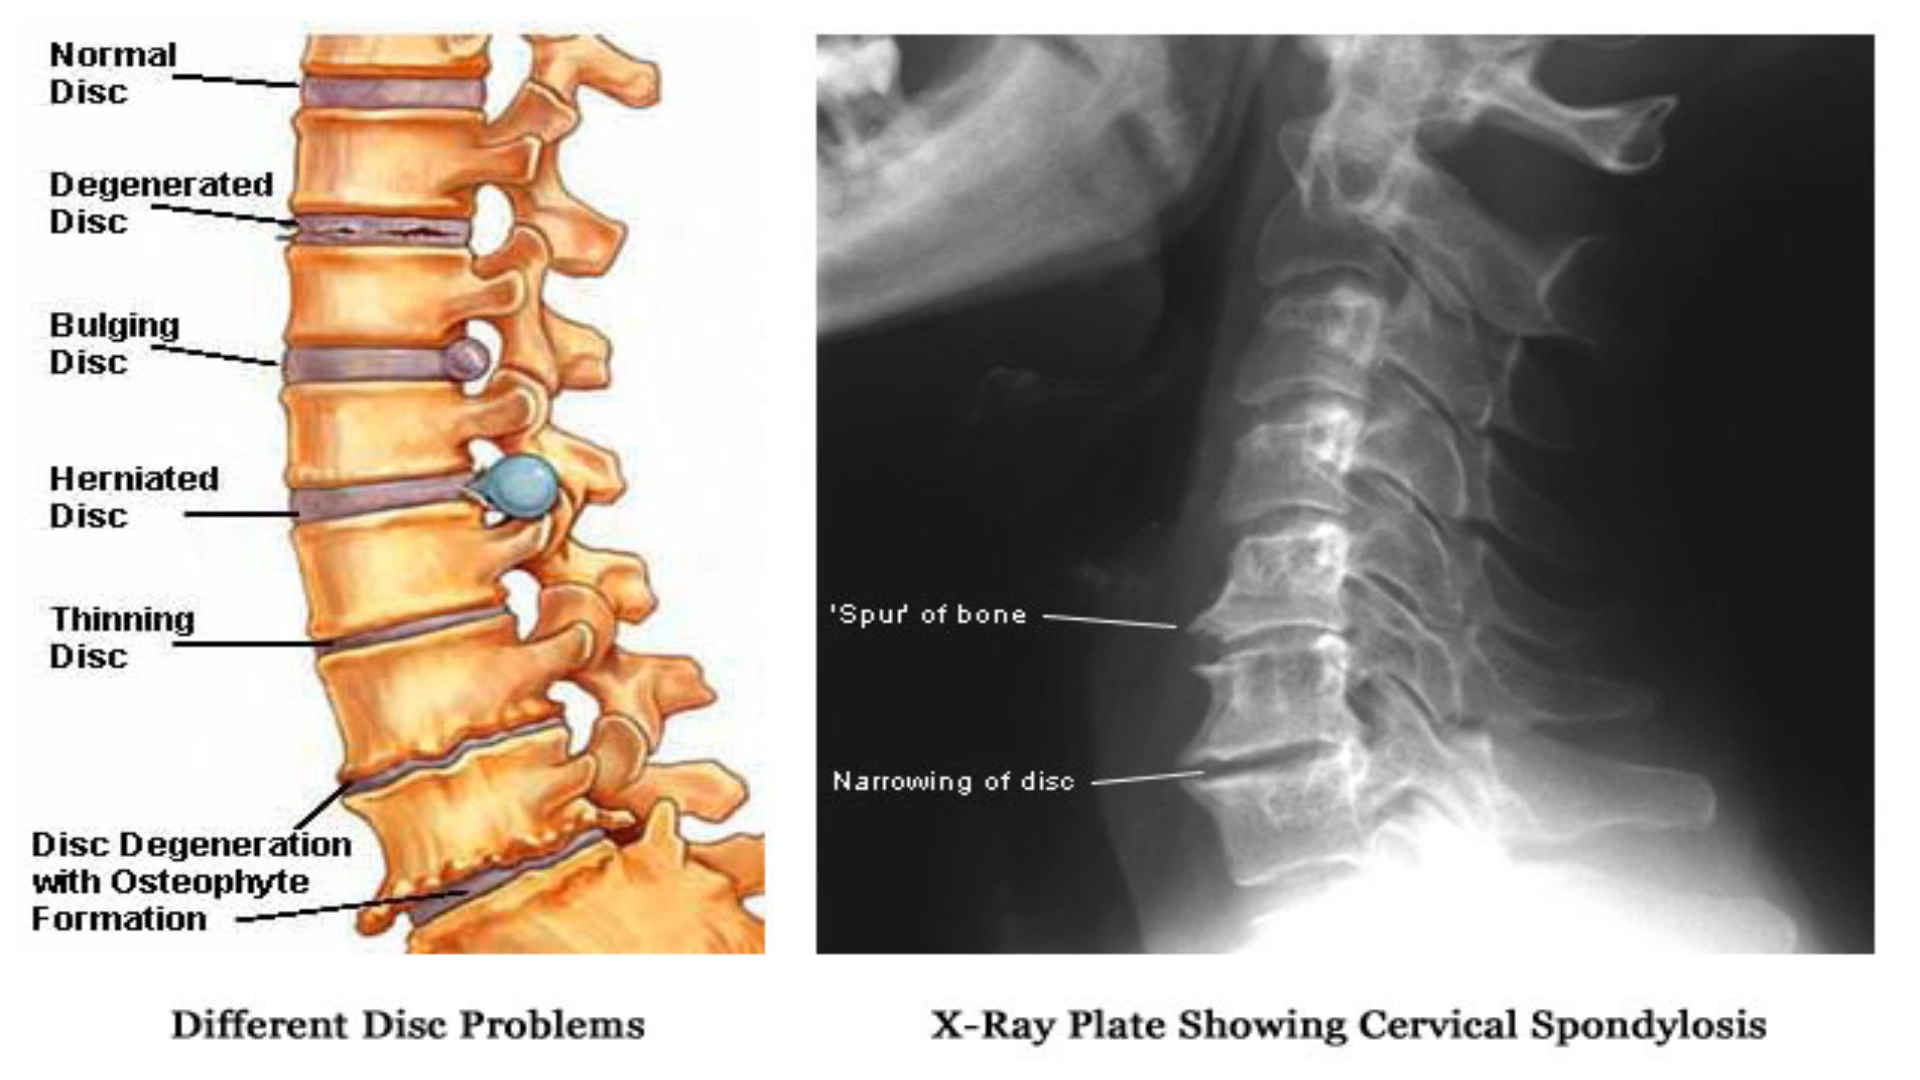 Normal
Disc
Degenerated
Disc
Bulging
Disc
Herniated
Disc
Thinning
Disc
Disc Degeneration
with Osteophyte
Formation
Different Disc Problems
'Spur' of bone
Narrowing of disc
X-Ray Plate Showing Cervical Spondylosis